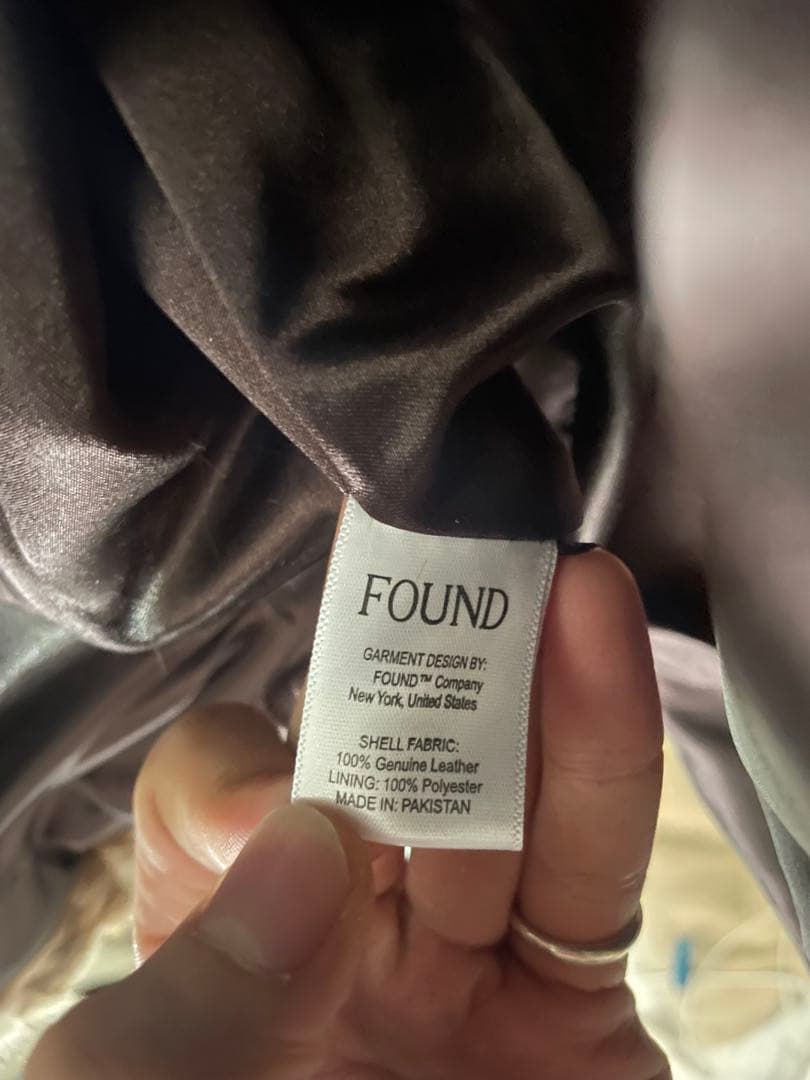 FOUND
GARMENT DESIGN BY:
FOUND™ Company
New York, United States
SHELL FABRIC:
100% Genuine Leather
LINING: 100% Polyester
MADE IN: PAKISTAN